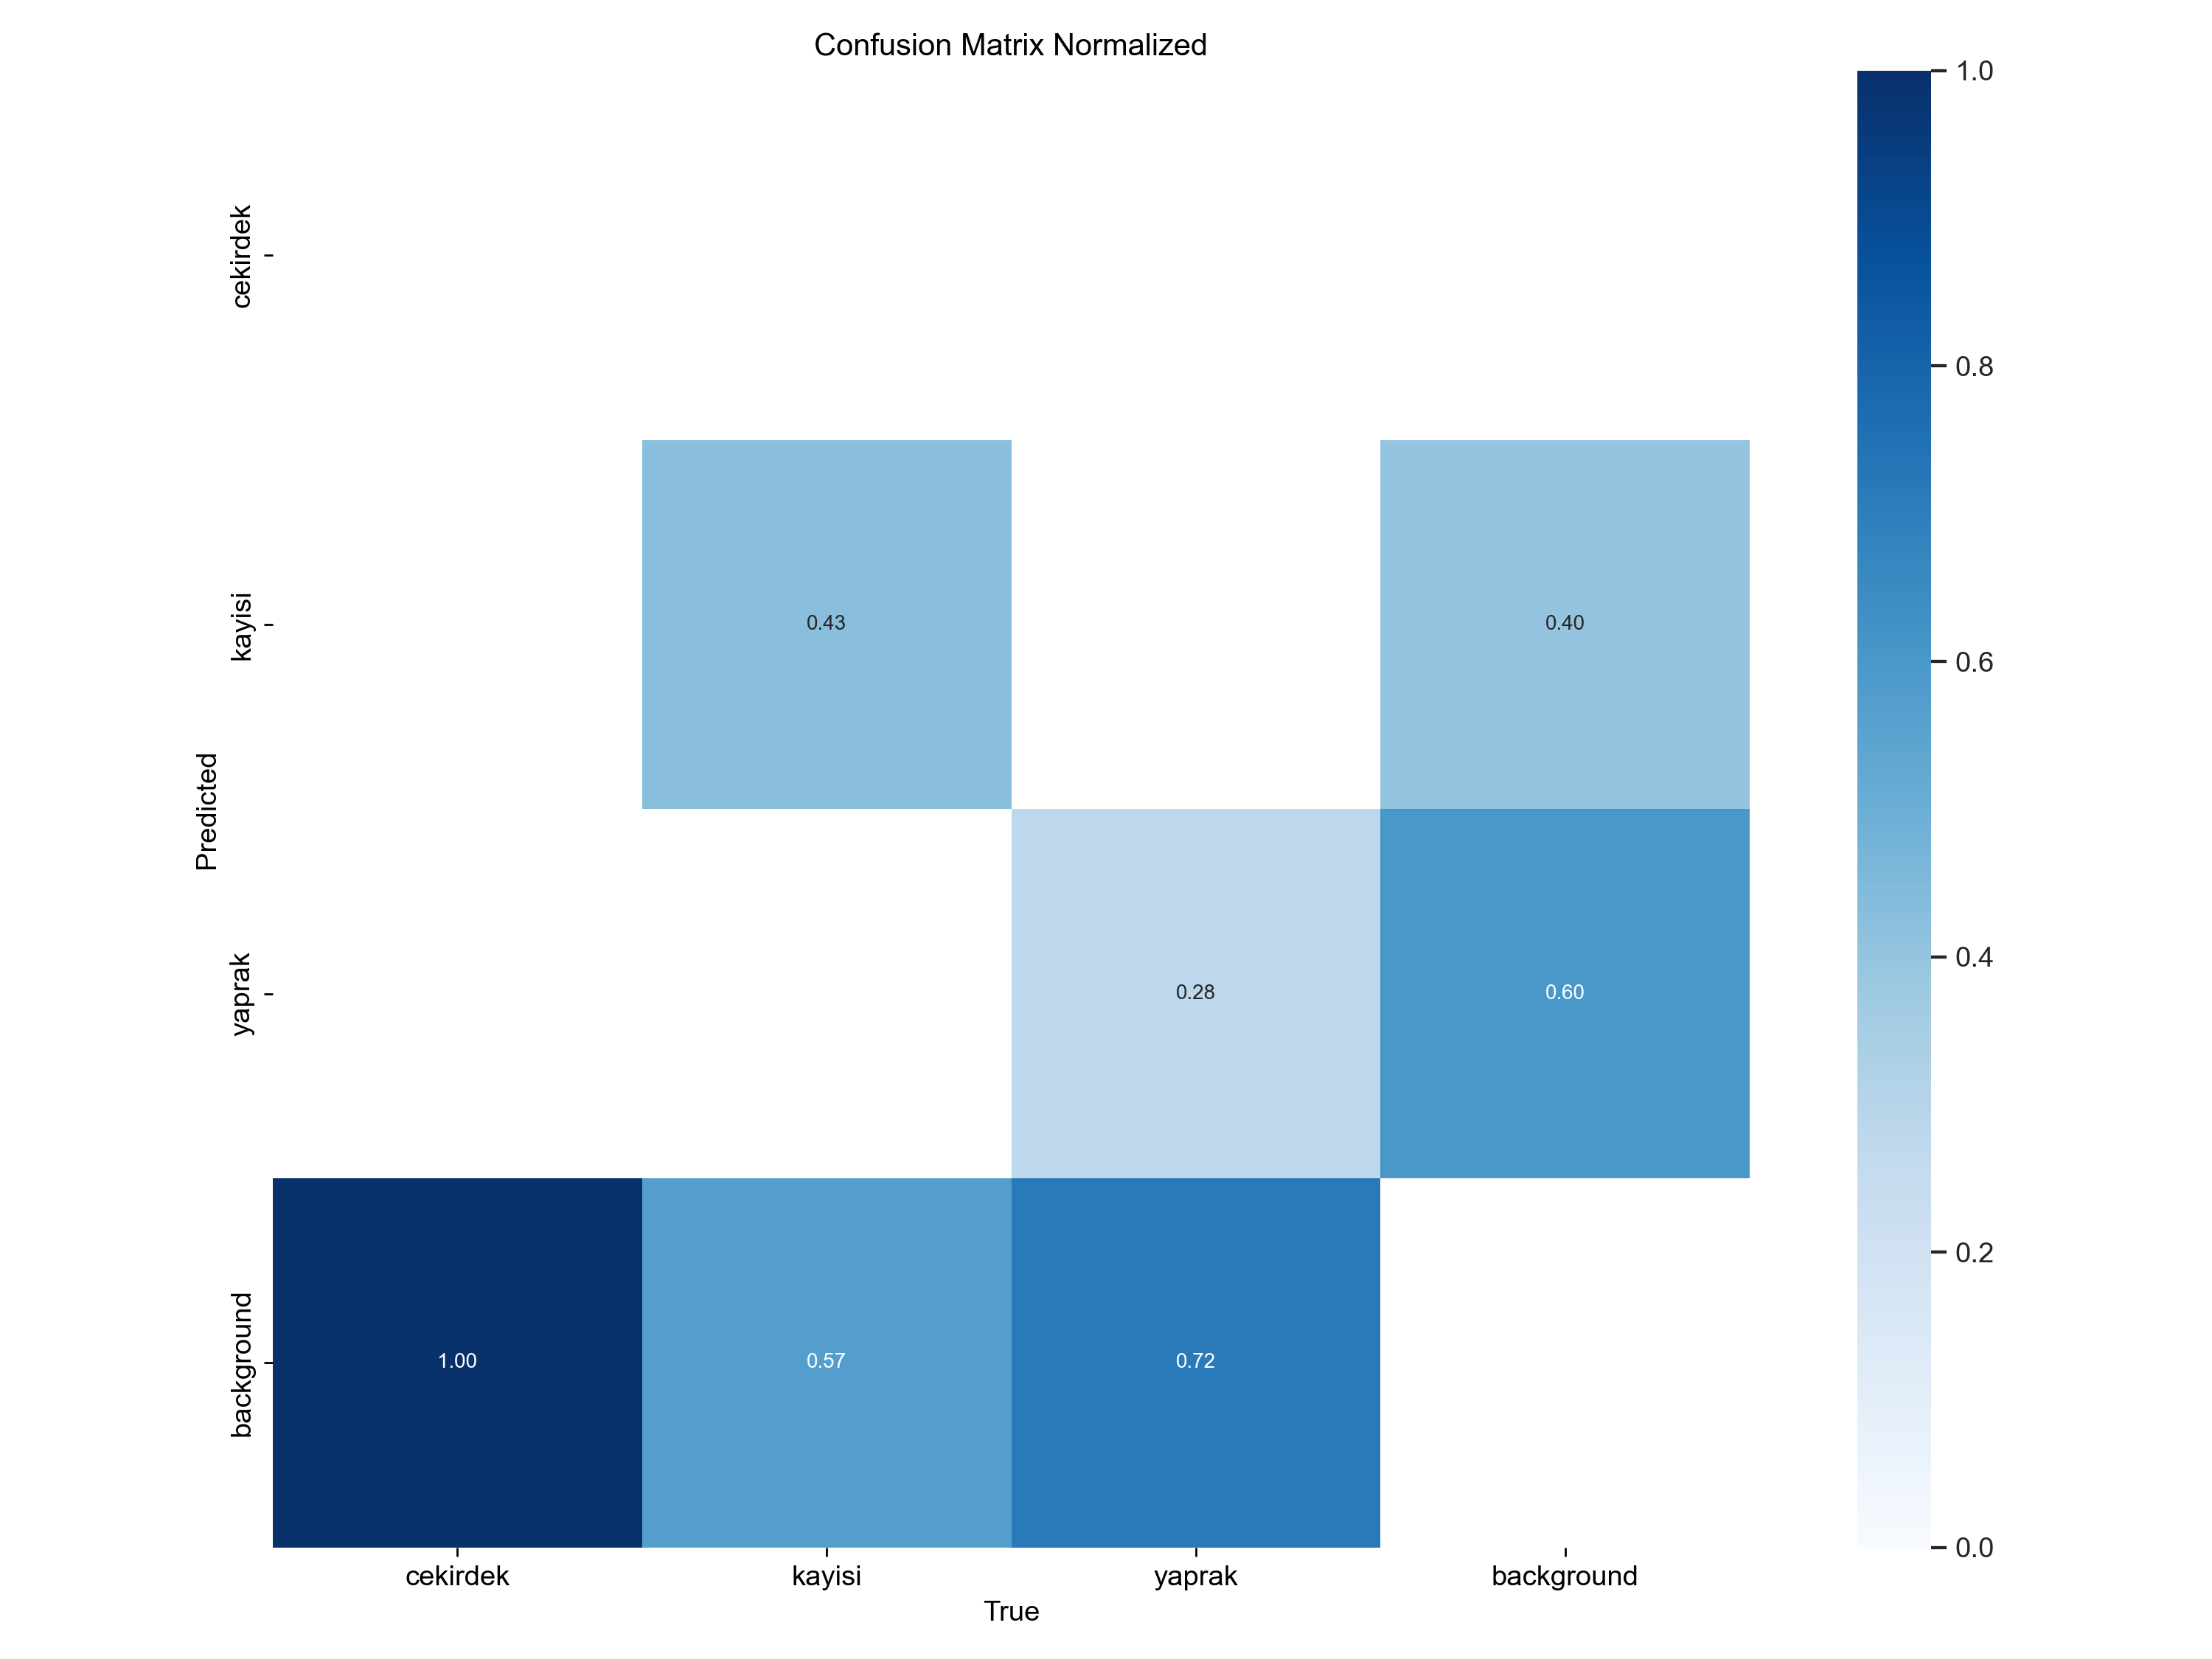 Confusion Matrix Normalized
cekirdek
kayisi
yaprak
background
Predicted
0.43
0.40
0.28
0.60
1.00
0.57
0.72
cekirdek
kayisi
yaprak
background
True
1.0
0.8
0.6
0.4
0.2
0.0